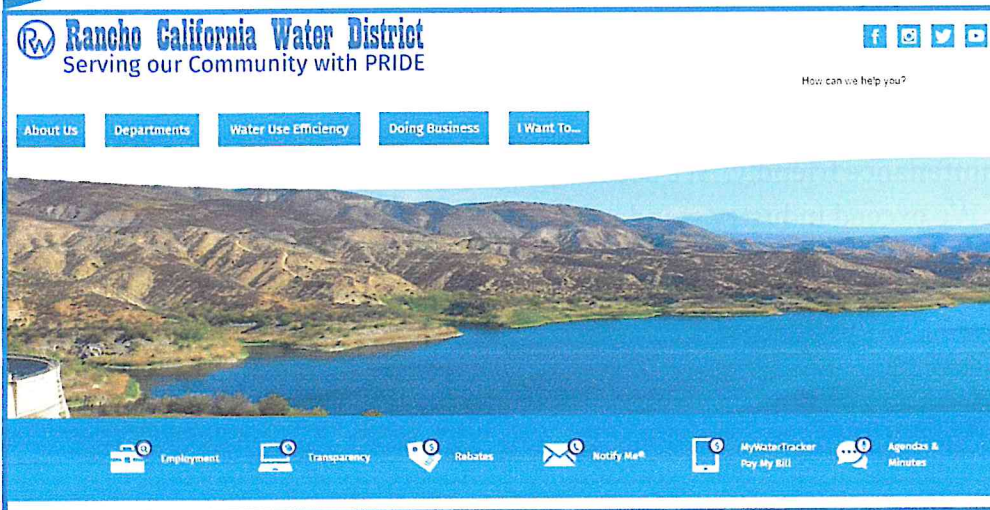 RW Rancho California Water District
Serving our Community with PRIDE
How can we help you?
About Us Departments Water Use Efficiency Doing Business I Want To...
Employment Transparency Rebates Notify Me® MyWaterTracker Pay My Bill Agendas & Minutes